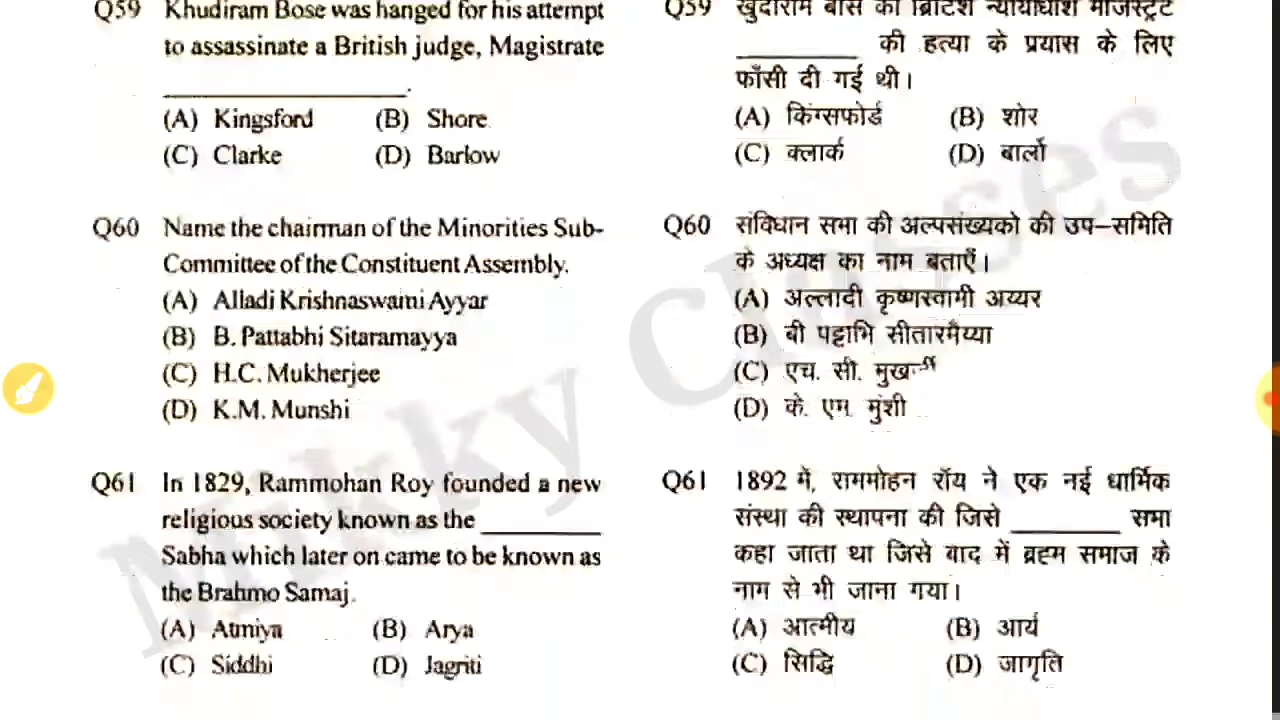 Q59 Khudiram Bose was hanged for his attempt
to assassinate a British judge, Magistrate
____________.
(A) Kingsford (B) Shore
(C) Clarke (D) Barlow
Q60 Name the chairman of the Minorities Sub-
Committee of the Constituent Assembly.
(A) Alladi Krishnaswami Ayyar
(B) B. Pattabhi Sitaramayya
(C) H.C. Mukherjee
(D) K.M. Munshi
Q61 In 1829, Rammohan Roy founded a new
religious society known as the ________
Sabha which later on came to be known as
the Brahmo Samaj.
(A) Atmiya (B) Arya
(C) Siddhi (D) Jagriti
Q59 खुदीराम बोस को ब्रिटिश न्यायाधीश मजिस्ट्रेट
________ की हत्या के प्रयास के लिए
फाँसी दी गई थी।
(A) किंग्सफोर्ड (B) शोर
(C) क्लार्क (D) बार्लो
Q60 संविधान सभा की अल्पसंख्यको की उप–समिति
के अध्यक्ष का नाम बताएँ।
(A) अल्लादी कृष्णस्वामी अय्यर
(B) बी पट्टाभि सीतारमैय्या
(C) एच. सी. मुखर्जी
(D) के. एम. मुंशी
Q61 1892 में, राममोहन रॉय ने एक नई धार्मिक
संस्था की स्थापना की जिसे ________ सभा
कहा जाता था जिसे बाद में ब्रह्म समाज के
नाम से भी जाना गया।
(A) आत्मीय (B) आर्य
(C) सिद्धि (D) जागृति
Nikky Classes